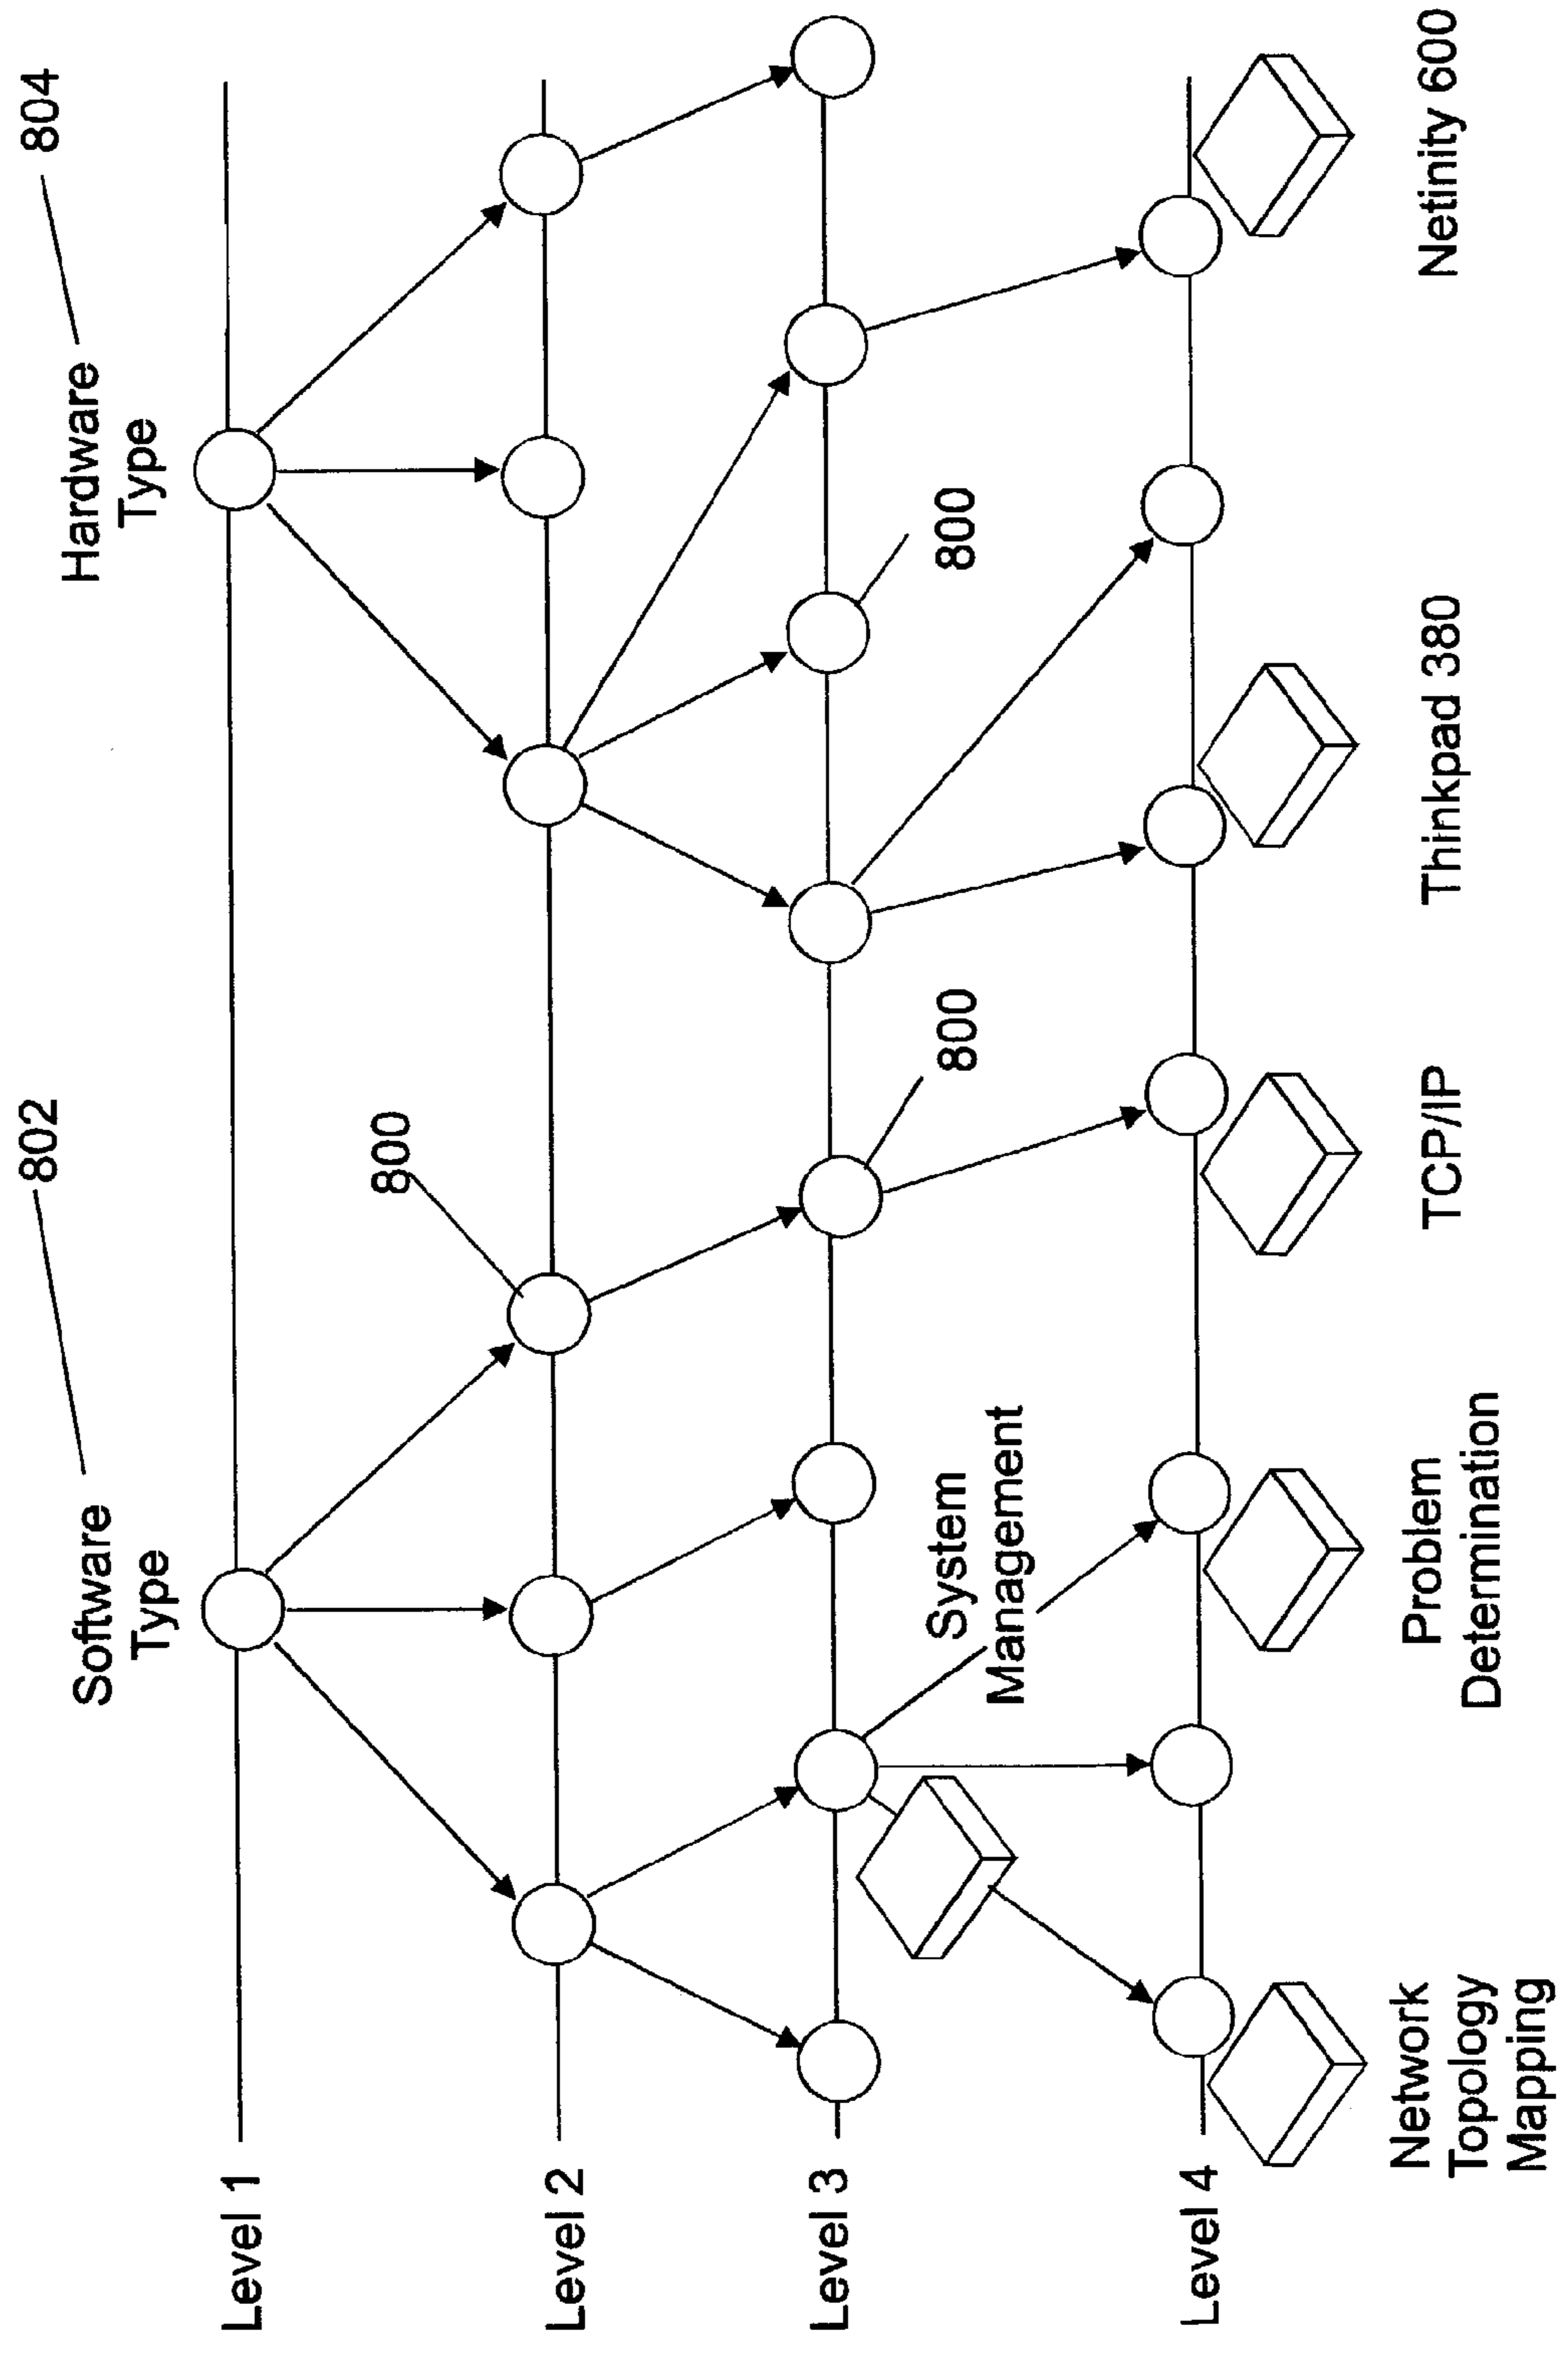 802
804
Software
Type
Hardware
Type
Level 1
800
Level 2
Level 3
System
Management
800
800
Level 4
Network
Topology
Mapping
Problem
Determination
TCP/IP
Thinkpad 380
Netinity 600